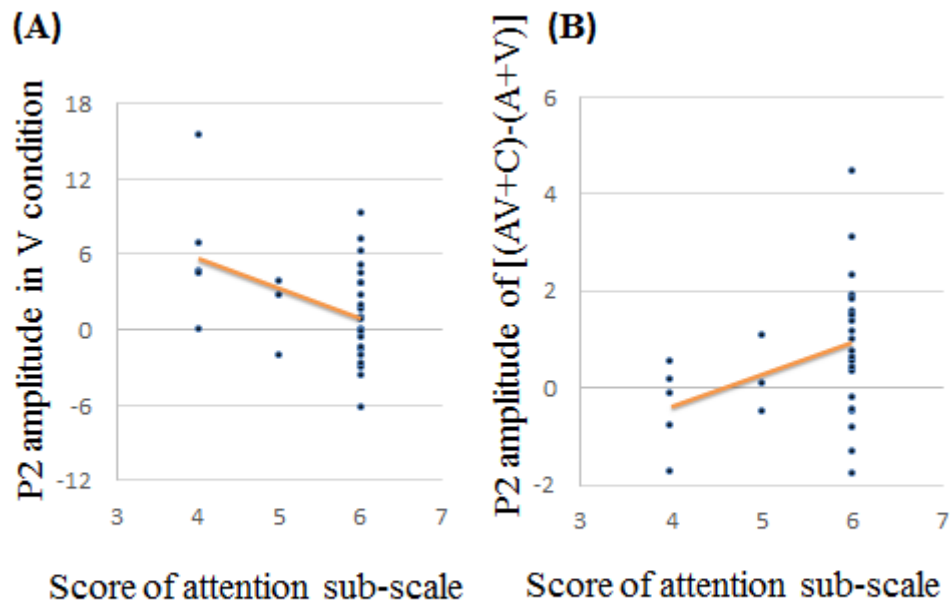 (A)
P2 amplitude in V condition
18
12
6
0
-6
-12
3 4 5 6 7
Score of attention sub-scale
(B)
P2 amplitude of [(AV+C)-(A+V)]
6
4
2
0
-2
3 4 5 6 7
Score of attention sub-scale